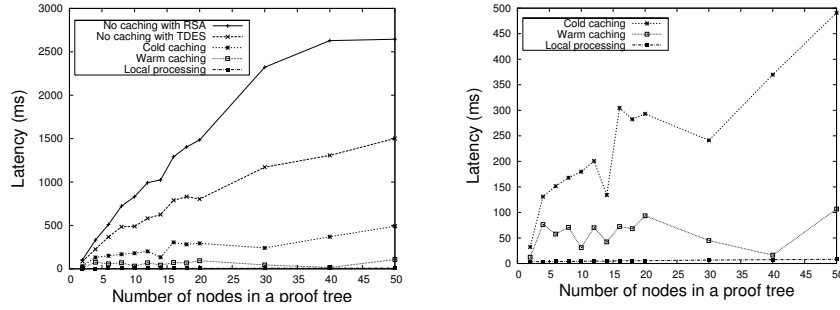 3000
2500
2000
1500
1000
500
0
Latency (ms)
No caching with RSA
No caching with TDES
Cold caching
Warm caching
Local processing
0 5 10 15 20 25 30 35 40 45 50
Number of nodes in a proof tree
500
450
400
350
300
250
200
150
100
50
0
Latency (ms)
Cold caching
Warm caching
Local processing
0 5 10 15 20 25 30 35 40 45 50
Number of nodes in a proof tree